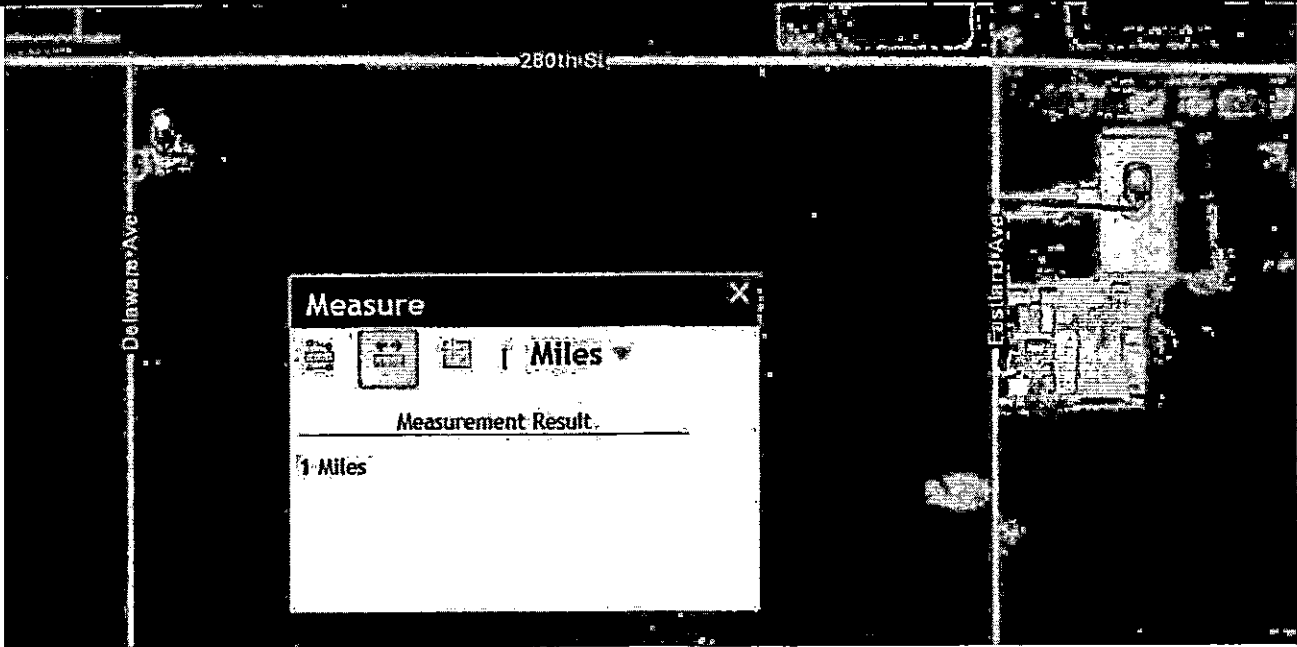 280th St
Delaware Ave
Eastland Ave
Measure
Miles
Measurement Result
1 Miles